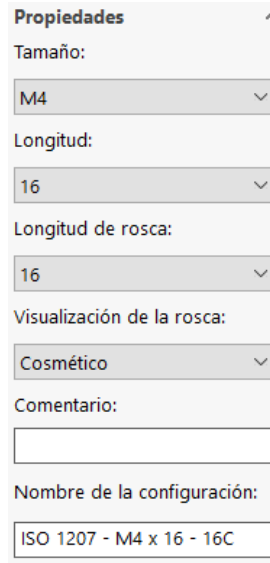 Propiedades
Tamaño:
M4
Longitud:
16
Longitud de rosca:
16
Visualización de la rosca:
Cosmético
Comentario:
Nombre de la configuración:
ISO 1207 - M4 x 16 - 16C